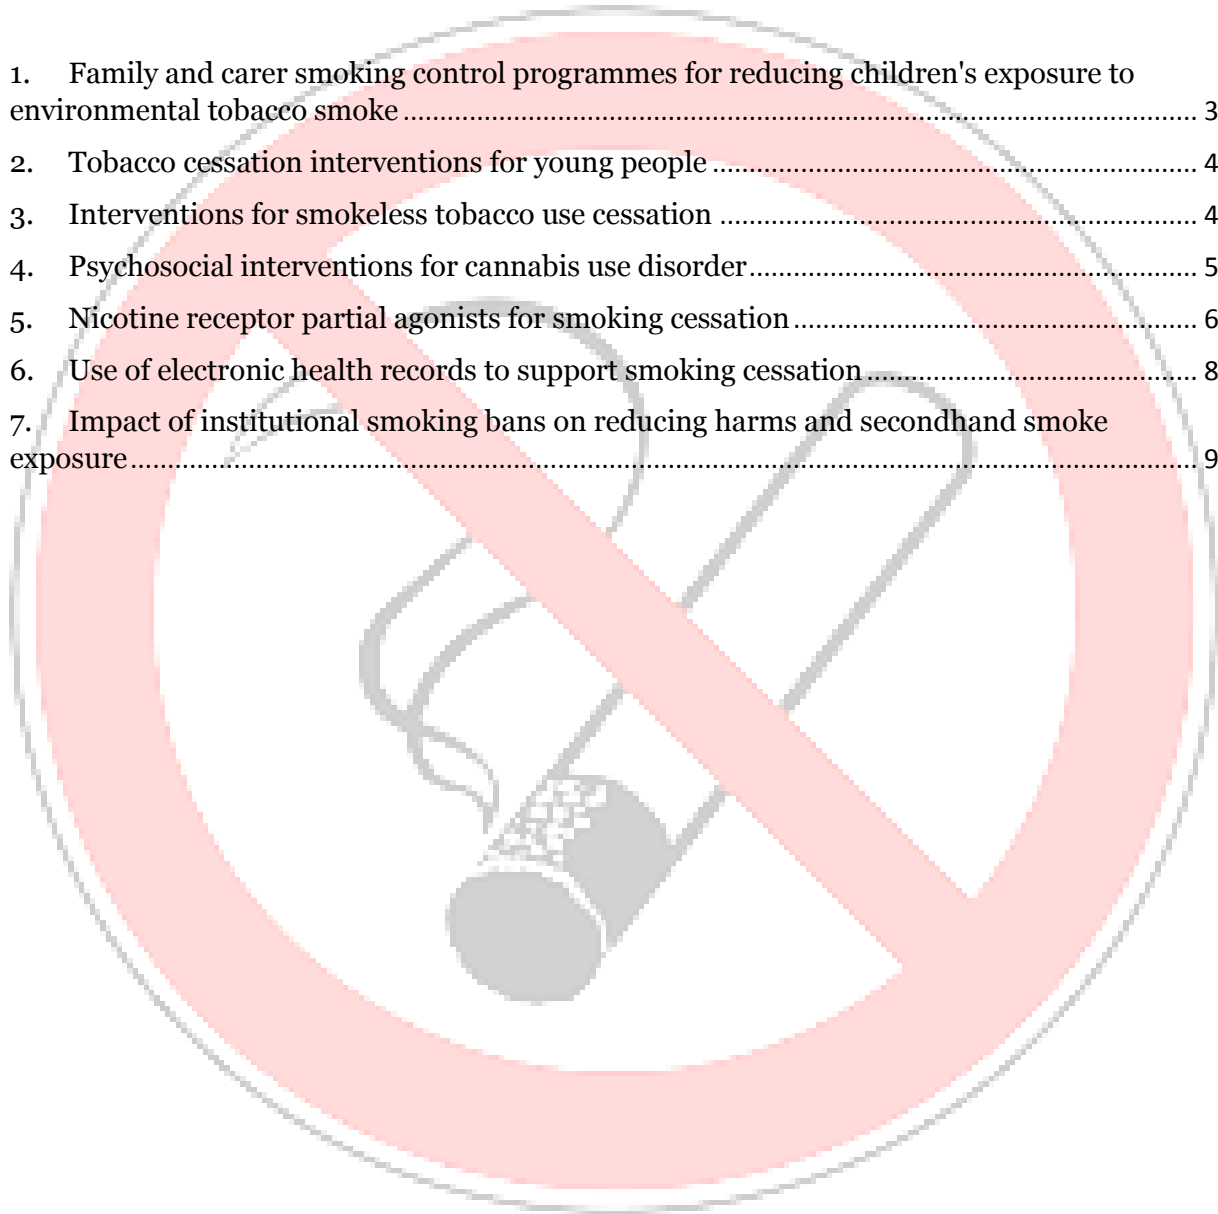 1. Family and carer smoking control programmes for reducing children's exposure to
environmental tobacco smoke ........................................................................................................ 3
2. Tobacco cessation interventions for young people ................................................................ 4
3. Interventions for smokeless tobacco use cessation ............................................................... 4
4. Psychosocial interventions for cannabis use disorder ........................................................... 5
5. Nicotine receptor partial agonists for smoking cessation ..................................................... 6
6. Use of electronic health records to support smoking cessation ............................................ 8
7. Impact of institutional smoking bans on reducing harms and secondhand smoke
exposure ............................................................................................................................................. 9